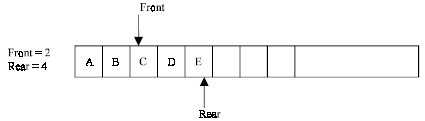 Front
Front = 2
Rear = 4
A B C D E
Rear